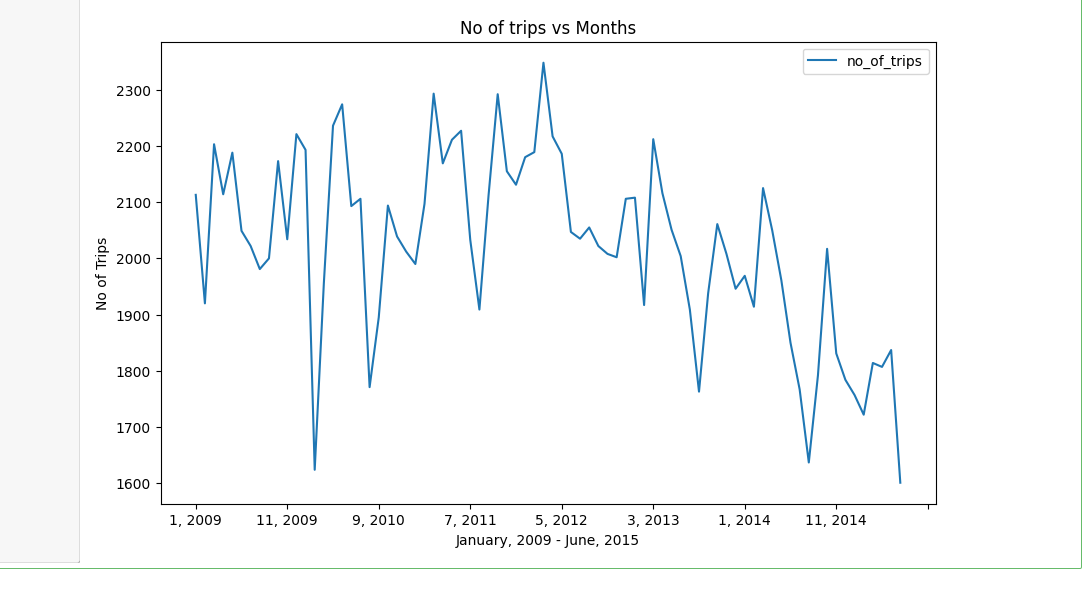 No of trips vs Months
no_of_trips
2300
2200
2100
2000
1900
1800
1700
1600
No of Trips
1, 2009 11, 2009 9, 2010 7, 2011 5, 2012 3, 2013 1, 2014 11, 2014
January, 2009 - June, 2015